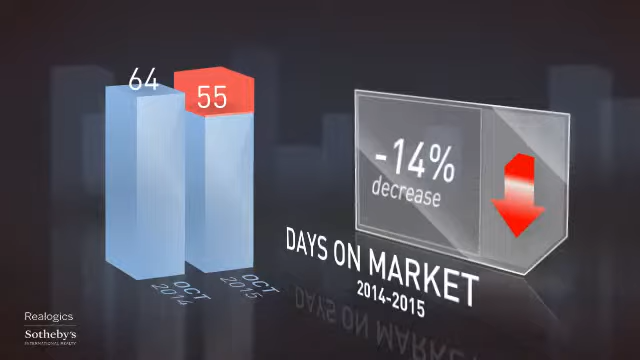 64
55
-14%
decrease
OCT
2014
OCT
2015
DAYS ON MARKET
2014-2015
Realogics
Sotheby's
INTERNATIONAL REALTY